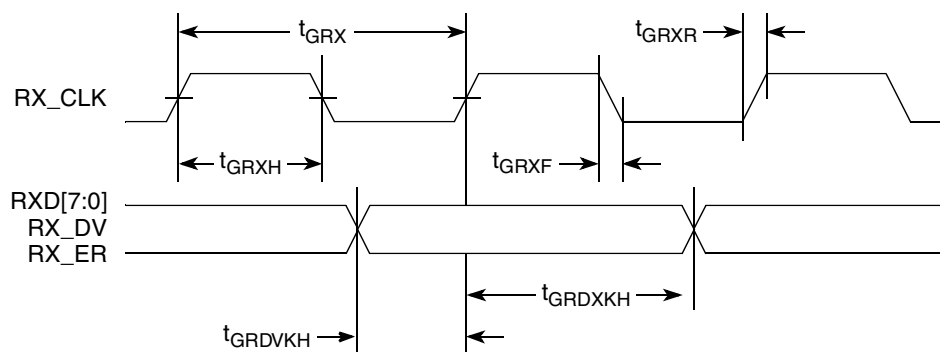 tGRX
tGRXR
RX_CLK
tGRXH
tGRXF
RXD[7:0]
RX_DV
RX_ER
tGRDXKH
tGRDVKH